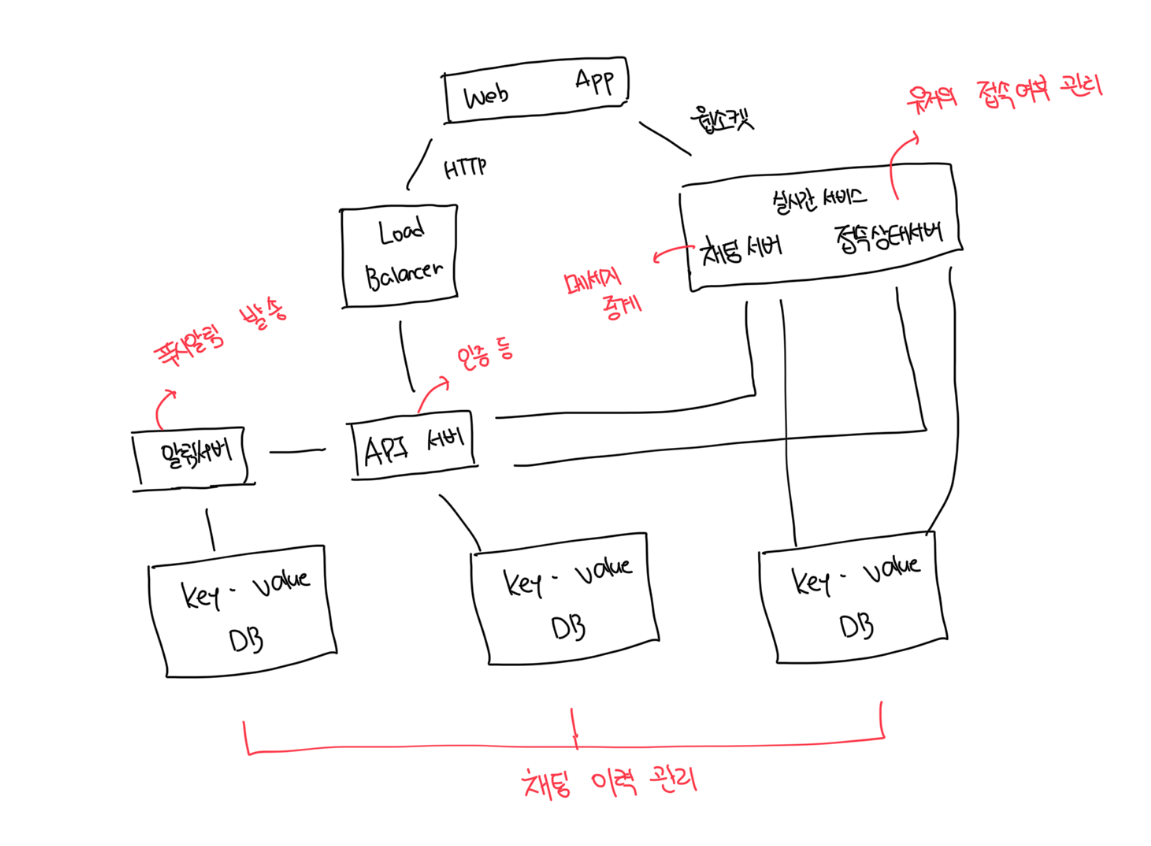 Web App
유저의 접속여부 관리
웹소켓
HTTP
실시간 서비스
채팅 서버 접속상태서버
Load
Balancer
메세지
중계
푸시알림 발송
인증 등
알림서버
API 서버
key - value
DB
key - value
DB
key - value
DB
채팅 이력 관리